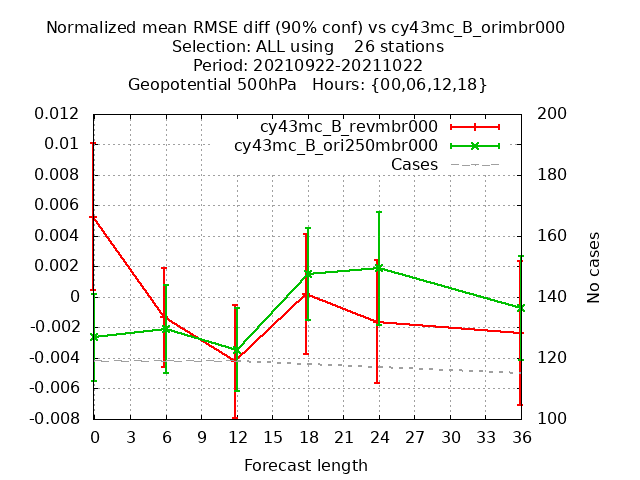 Normalized mean RMSE diff (90% conf) vs cy43mc_B_orimbr000
Selection: ALL using    26 stations
Period: 20210922-20211022
Geopotential 500hPa   Hours: {00,06,12,18}
cy43mc_B_revmbr000
cy43mc_B_ori250mbr000
Cases
0.012
0.01
0.008
0.006
0.004
0.002
0
-0.002
-0.004
-0.006
-0.008
200
180
160
140
120
100
No cases
0 3 6 9 12 15 18 21 24 27 30 33 36
Forecast length